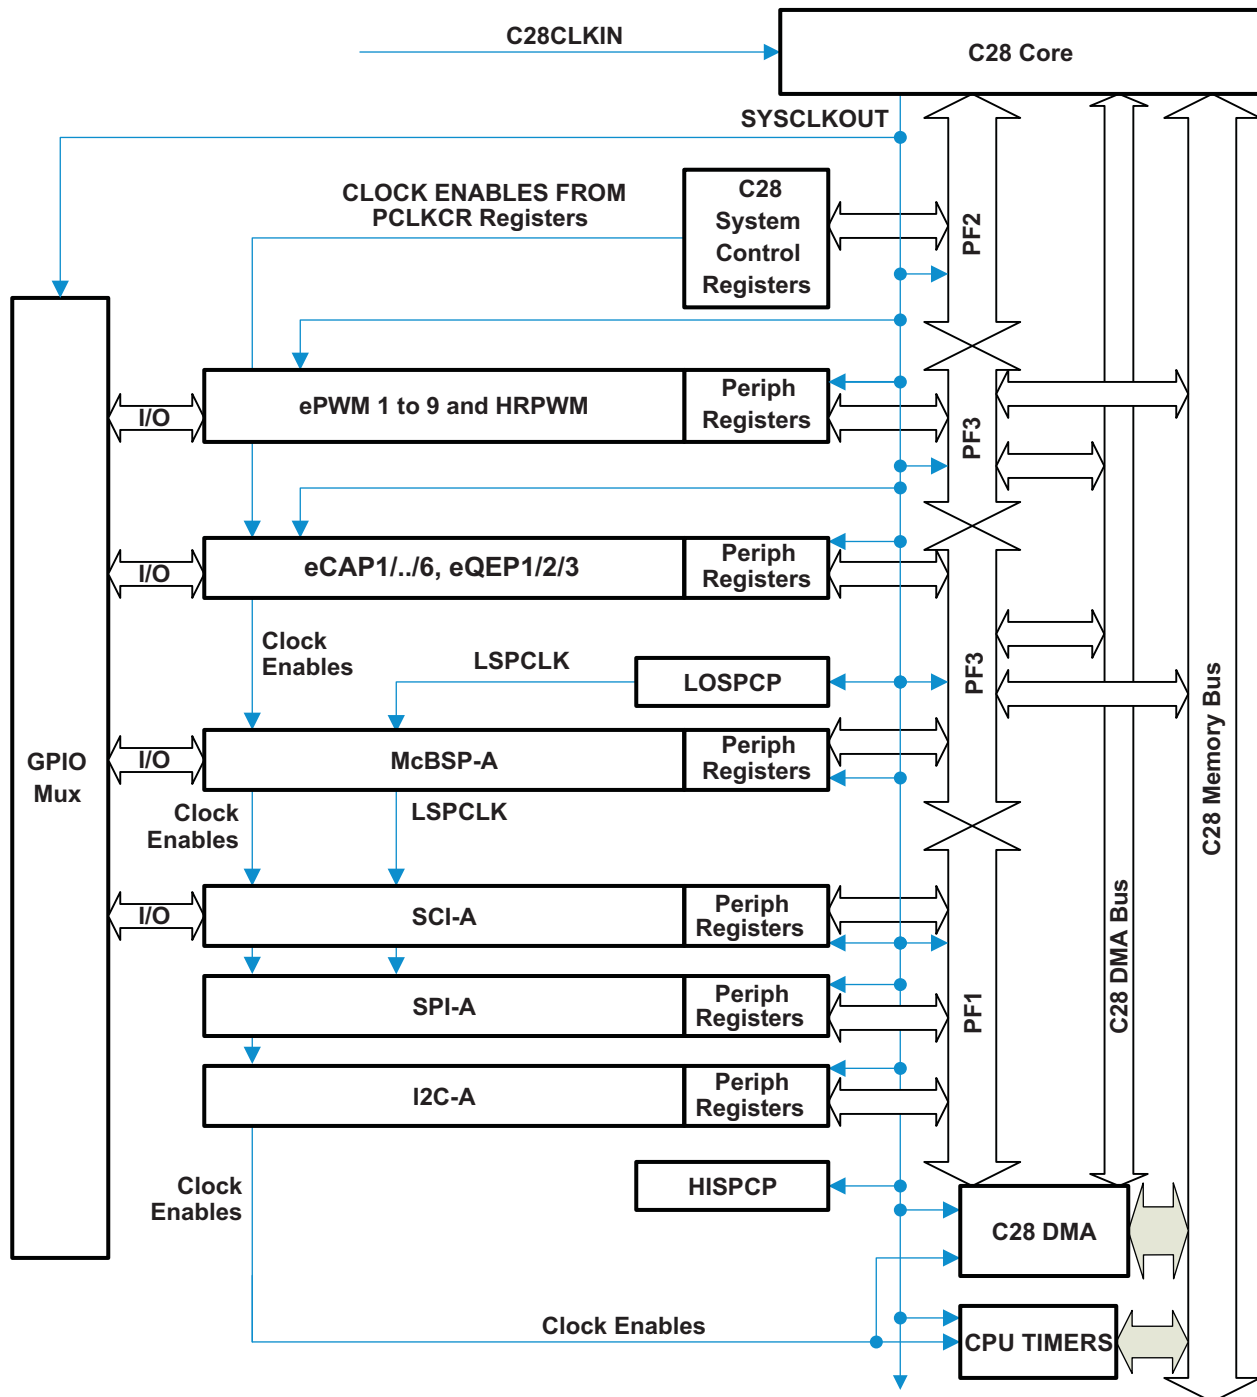 C28CLKIN
C28 Core
SYSCLKOUT
CLOCK ENABLES FROM
PCLKCR Registers
C28
System
Control
Registers
PF2
ePWM 1 to 9 and HRPWM
Periph
Registers
I/O
PF3
eCAP1/../6, eQEP1/2/3
Periph
Registers
I/O
Clock
Enables
LSPCLK
LOSPCP
PF3
GPIO
Mux
I/O
McBSP-A
Periph
Registers
C28 Memory Bus
Clock
Enables
LSPCLK
I/O
SCI-A
Periph
Registers
C28 DMA Bus
SPI-A
Periph
Registers
PF1
I2C-A
Periph
Registers
Clock
Enables
HISPCP
C28 DMA
Clock Enables
CPU TIMERS